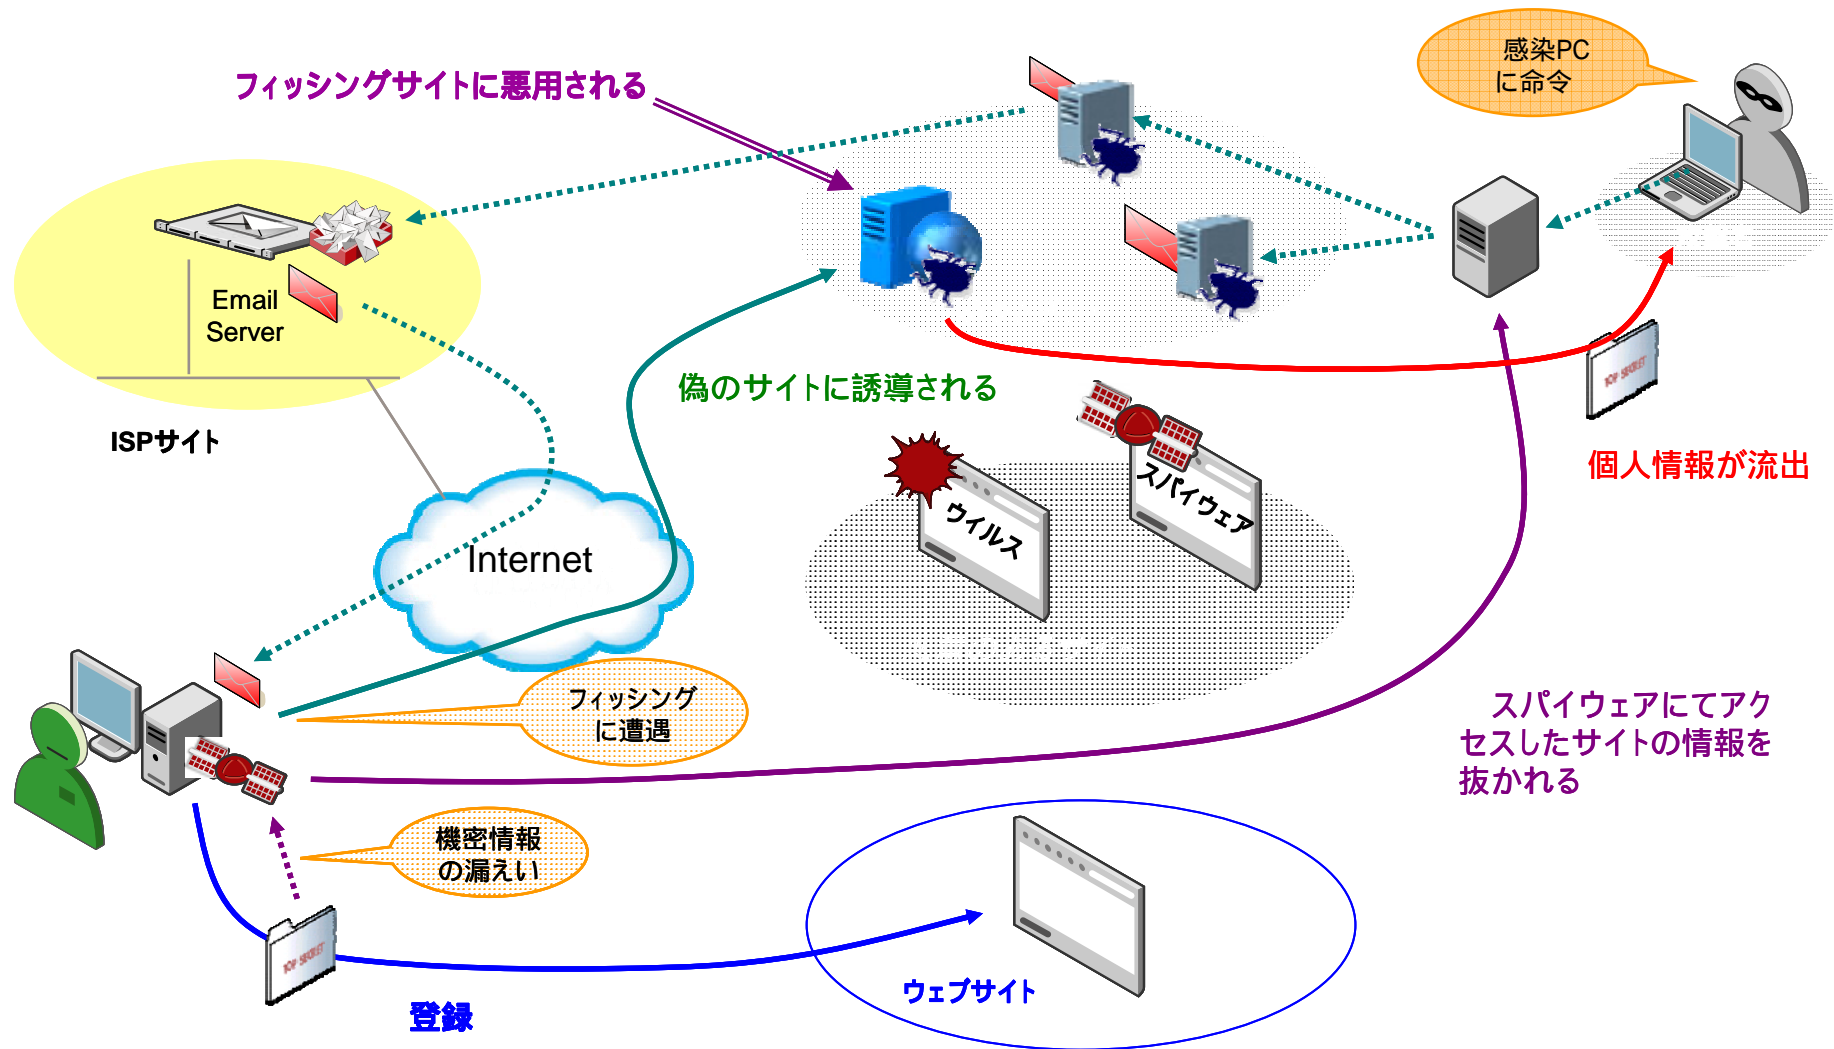 フィッシングサイトに悪用される
感染PC
に命令
Email
Server
偽のサイトに誘導される
ISPサイト
個人情報が流出
TOP SECRET
スパイウェア
ウイルス
Internet
フィッシング
に遭遇
スパイウェアにてアク
セスしたサイトの情報を
抜かれる
機密情報
の漏えい
TOP SECRET
ウェブサイト
登録